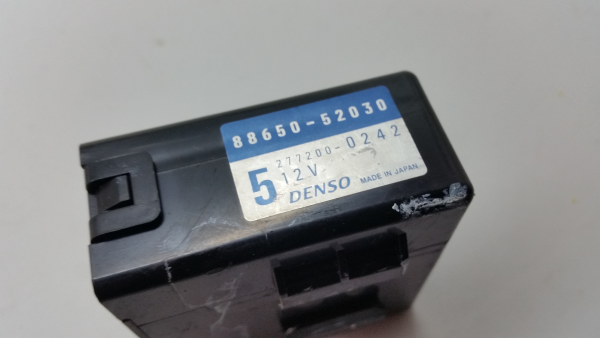 88650-52030
277200-0242
5 12V
DENSO MADE IN JAPAN